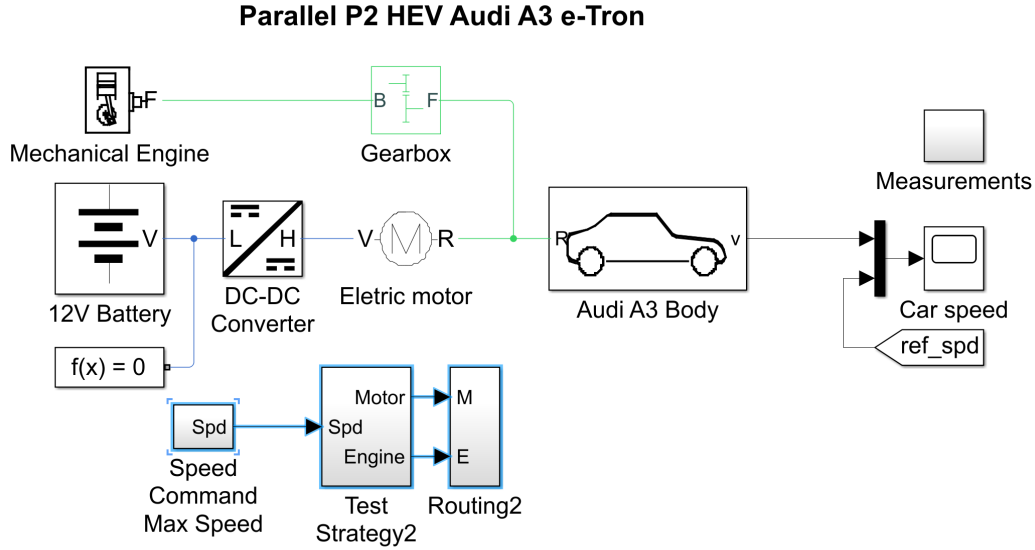 Parallel P2 HEV Audi A3 e-Tron
F
B
F
Mechanical Engine
Gearbox
Measurements
V
L
H
V
M
R
R
v
12V Battery
DC-DC
Converter
Eletric motor
Audi A3 Body
Car speed
ref_spd
f(x) = 0
Motor
M
Spd
Spd
Engine
E
Speed
Command
Max Speed
Test
Strategy2
Routing2